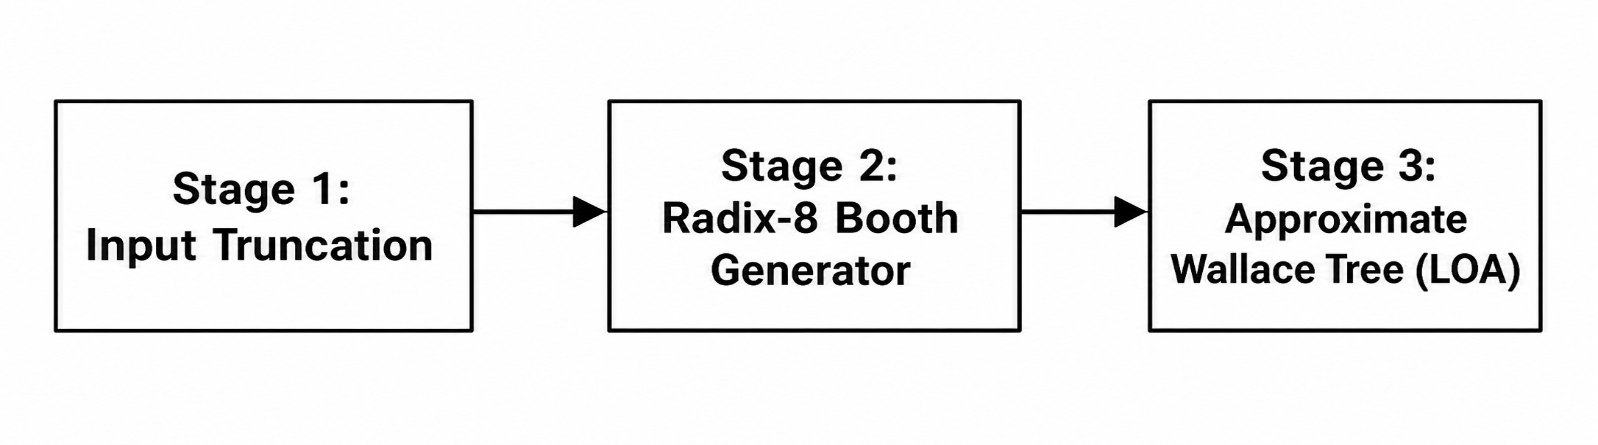 Stage 1:
Input Truncation
Stage 2:
Radix-8 Booth
Generator
Stage 3:
Approximate
Wallace Tree (LOA)